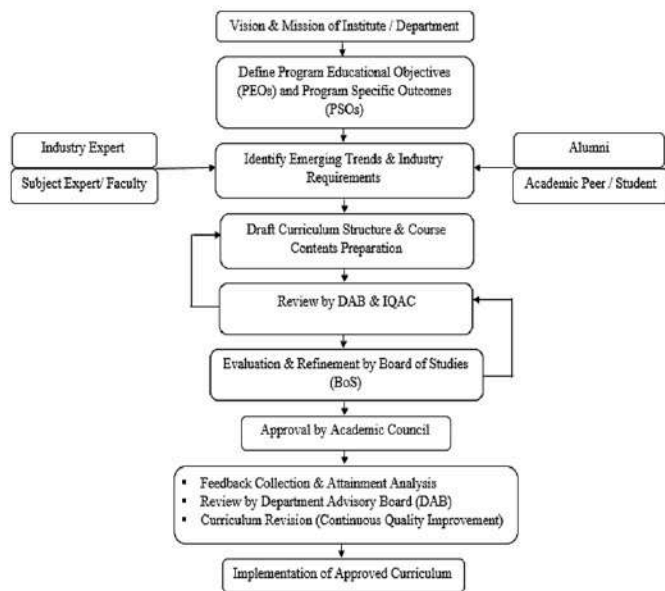 Vision & Mission of Institute / Department
Define Program Educational Objectives
(PEOs) and Program Specific Outcomes
(PSOs)
Industry Expert
Subject Expert/ Faculty
Identify Emerging Trends & Industry
Requirements
Alumni
Academic Peer / Student
Draft Curriculum Structure & Course
Contents Preparation
Review by DAB & IQAC
Evaluation & Refinement by Board of Studies
(BoS)
Approval by Academic Council
▪ Feedback Collection & Attainment Analysis
▪ Review by Department Advisory Board (DAB)
▪ Curriculum Revision (Continuous Quality Improvement)
Implementation of Approved Curriculum